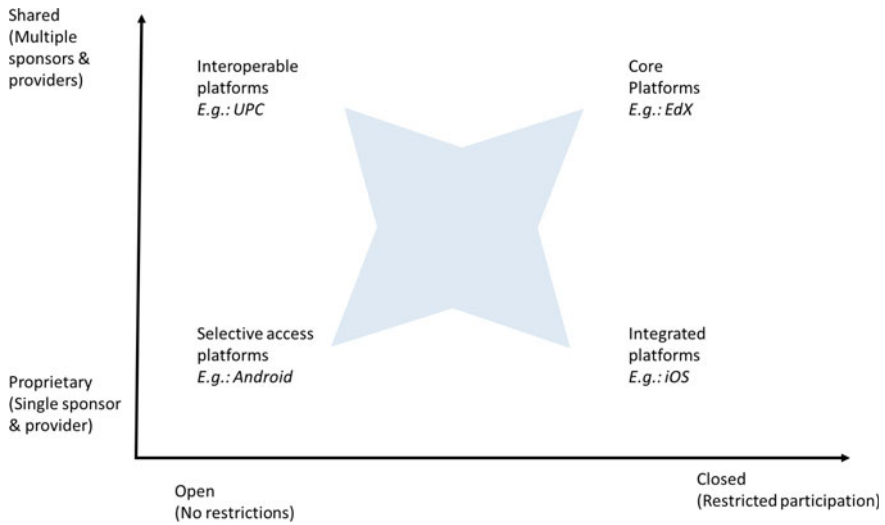 Shared
(Multiple
sponsors &
providers)
Interoperable
platforms
E.g.: UPC
Core
Platforms
E.g.: EdX
Selective access
platforms
E.g.: Android
Integrated
platforms
E.g.: iOS
Proprietary
(Single sponsor
& provider)
Open
(No restrictions)
Closed
(Restricted participation)